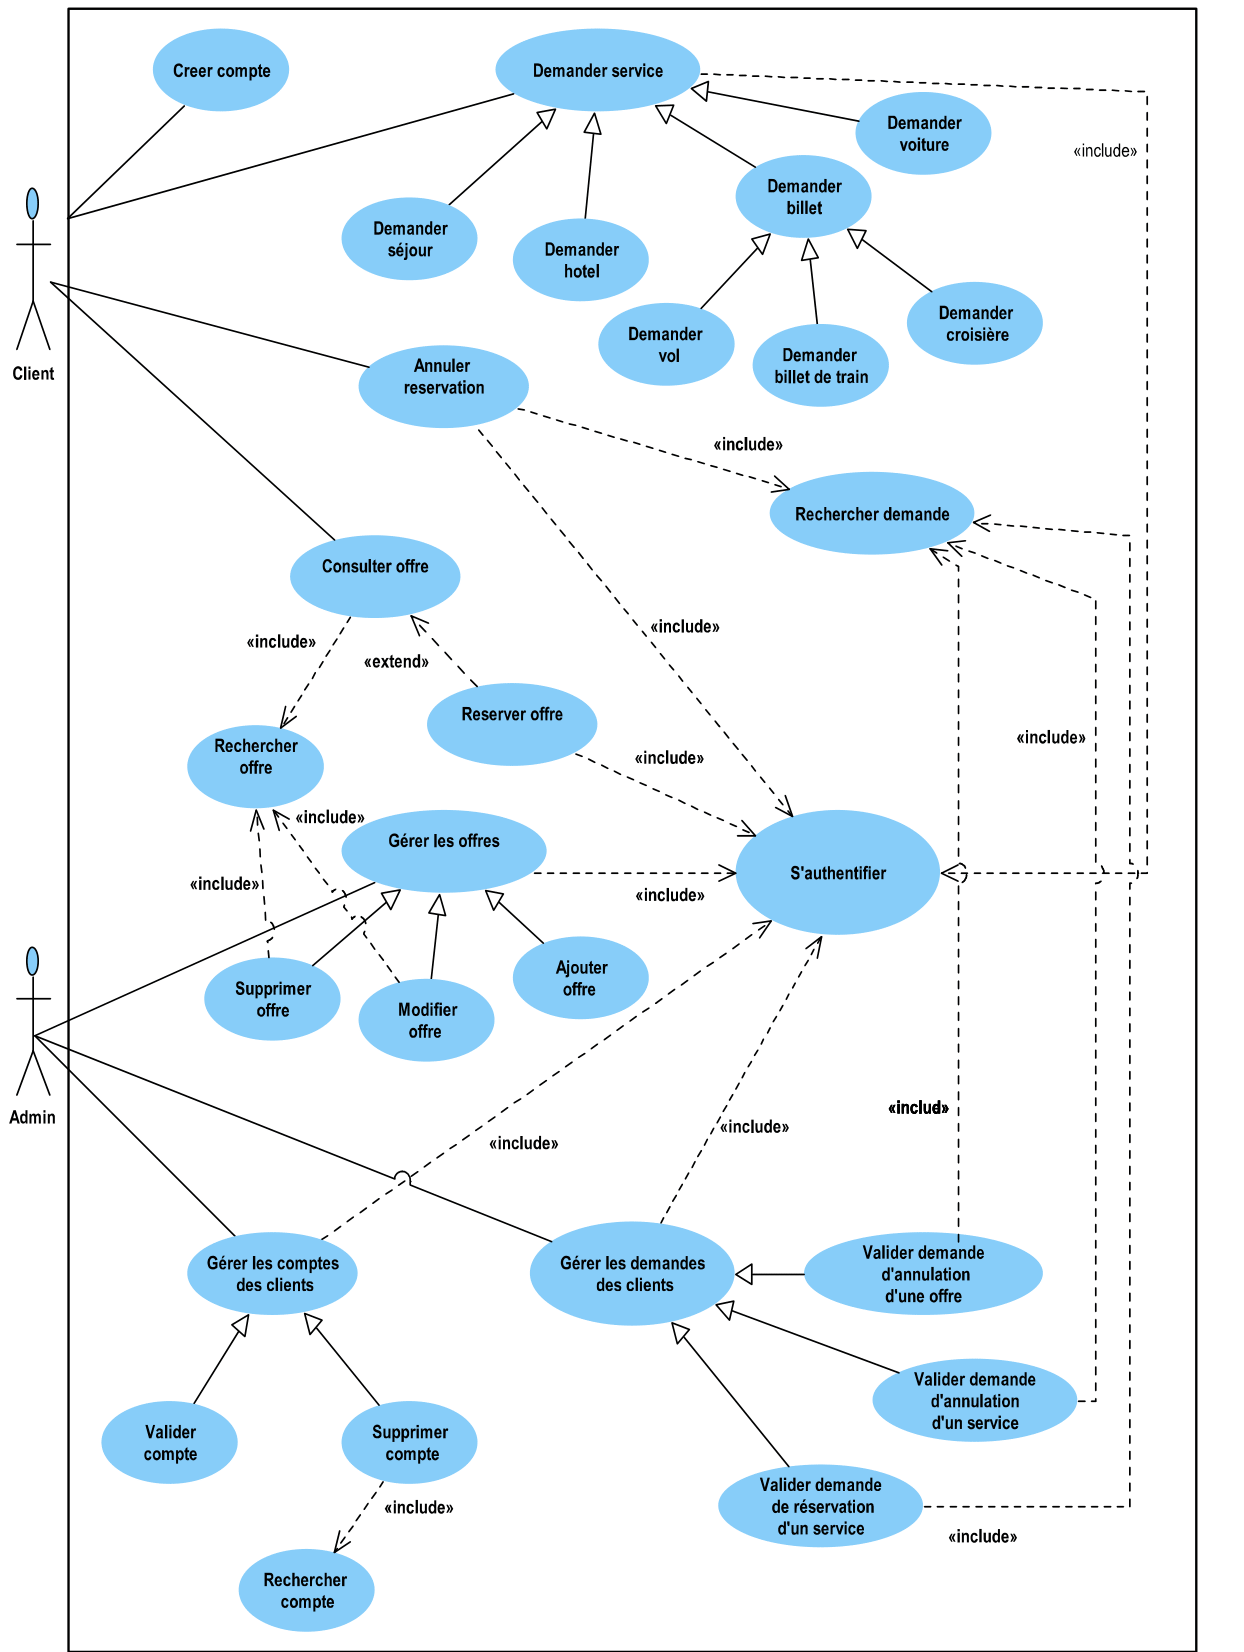 Creer compte
Demander service
Demander
voiture
«include»
Demander
billet
Demander
séjour
Demander
hotel
Demander
vol
Demander
billet de train
Demander
croisière
Client
Annuler
reservation
«include»
Rechercher demande
Consulter offre
«include»
«include»
«extend»
Reserver offre
Rechercher
offre
«include»
«include»
«include»
Gérer les offres
S'authentifier
«include»
«include»
Ajouter
offre
Supprimer
offre
Modifier
offre
Admin
«includ»
«include»
«include»
Gérer les comptes
des clients
Gérer les demandes
des clients
Valider demande
d'annulation
d'une offre
Valider demande
d'annulation
d'un service
Valider
compte
Supprimer
compte
Valider demande
de réservation
d'un service
«include»
«include»
Rechercher
compte